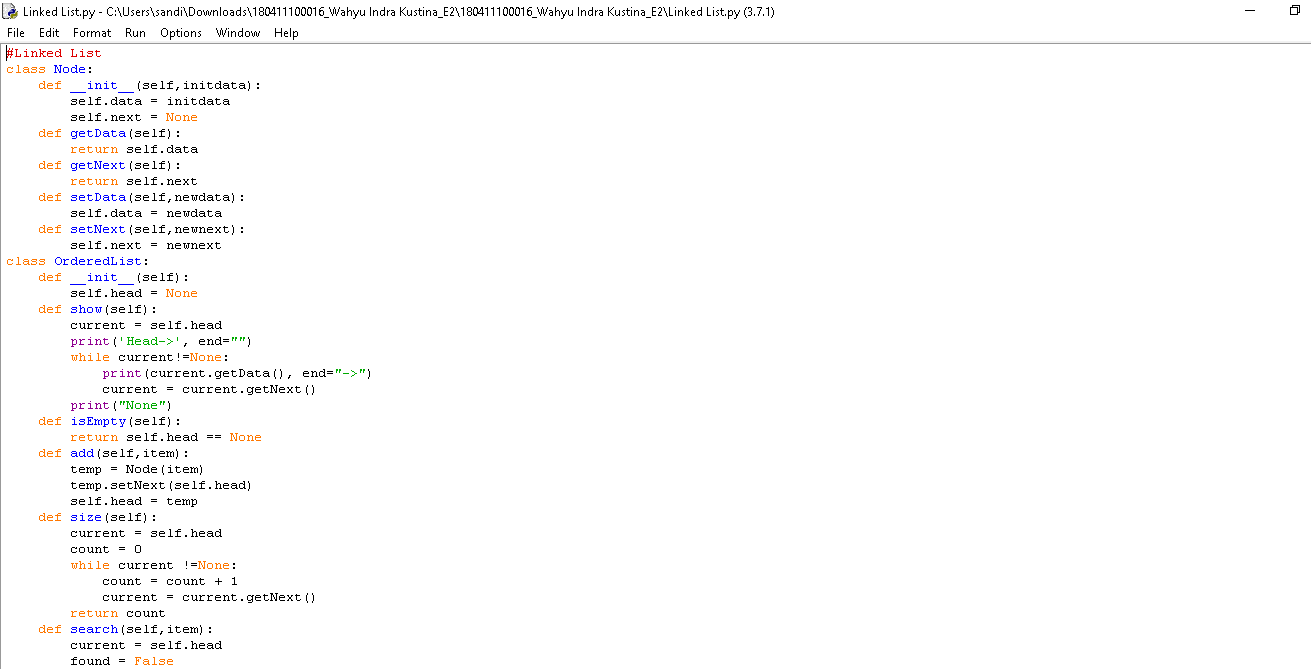 Linked List.py - C:\Users\sandi\Downloads\180411100016_Wahyu Indra Kustina_E2\180411100016_Wahyu Indra Kustina_E2\Linked List.py (3.7.1)
File Edit Format Run Options Window Help
#Linked List
class Node:
    def __init__(self,initdata):
        self.data = initdata
        self.next = None
    def getData(self):
        return self.data
    def getNext(self):
        return self.next
    def setData(self,newdata):
        self.data = newdata
    def setNext(self,newnext):
        self.next = newnext
class OrderedList:
    def __init__(self):
        self.head = None
    def show(self):
        current = self.head
        print('Head->', end="")
        while current!=None:
            print(current.getData(), end="->")
            current = current.getNext()
        print("None")
    def isEmpty(self):
        return self.head == None
    def add(self,item):
        temp = Node(item)
        temp.setNext(self.head)
        self.head = temp
    def size(self):
        current = self.head
        count = 0
        while current !=None:
            count = count + 1
            current = current.getNext()
        return count
    def search(self,item):
        current = self.head
        found = False